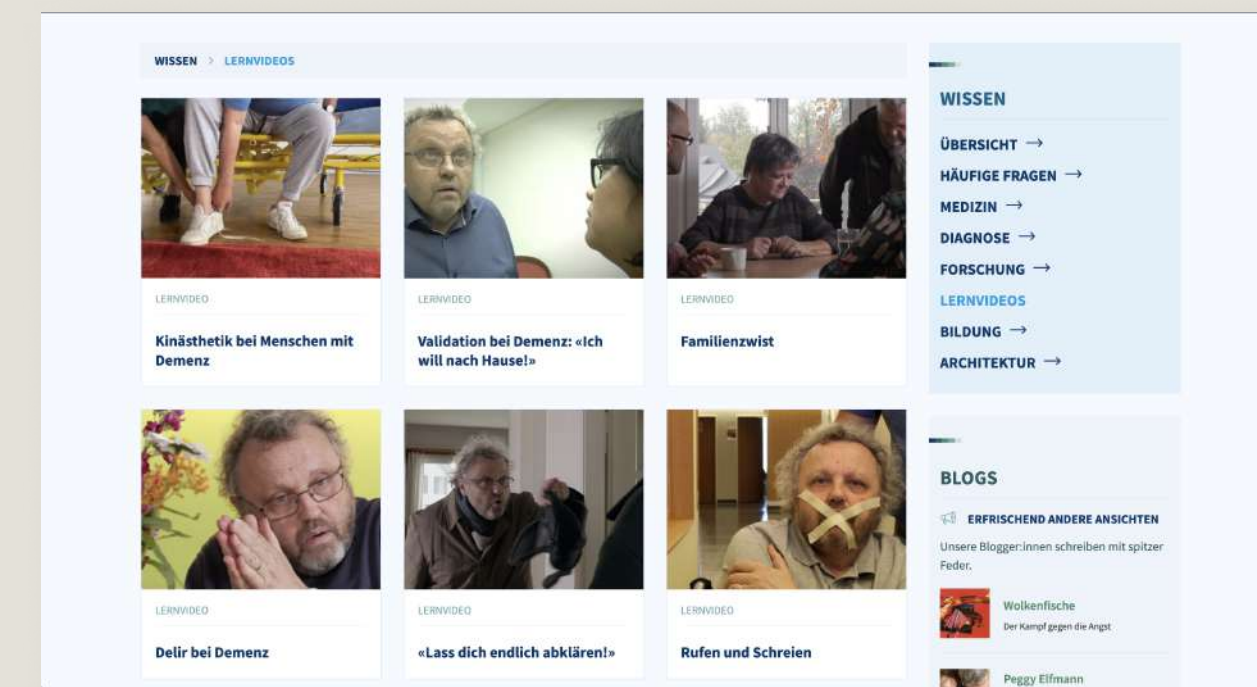 WISSEN > LERNVIDEOS
LERNVIDEO
Kinästhetik bei Menschen mit
Demenz
LERNVIDEO
Validation bei Demenz: «Ich
will nach Hause!»
LERNVIDEO
Familienzwist
LERNVIDEO
Delir bei Demenz
LERNVIDEO
«Lass dich endlich abklären!»
LERNVIDEO
Rufen und Schreien
WISSEN
ÜBERSICHT →
HÄUFIGE FRAGEN →
MEDIZIN →
DIAGNOSE →
FORSCHUNG →
LERNVIDEOS
BILDUNG →
ARCHITEKTUR →
BLOGS
ERFRISCHEND ANDERE ANSICHTEN
Unsere Blogger:innen schreiben mit spitzer
Feder.
Wolkenfische
Der Kampf gegen die Angst
Peggy Elfmann